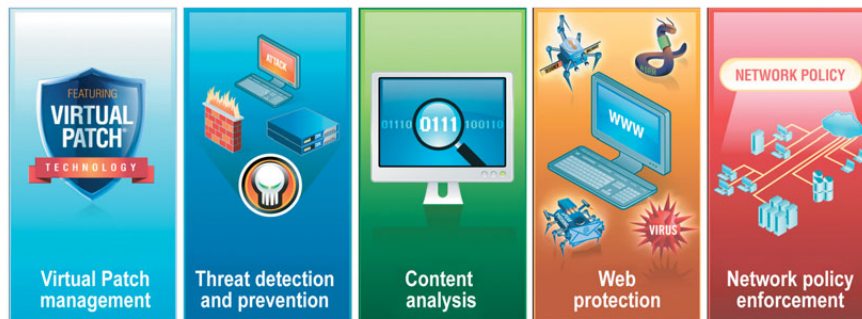 FEATURING
VIRTUAL
PATCH®
TECHNOLOGY
Virtual Patch
management
ATTACK
Threat detection
and prevention
01110 0111 100110
Content
analysis
WWW
VIRUS
Web
protection
NETWORK POLICY
Network policy
enforcement